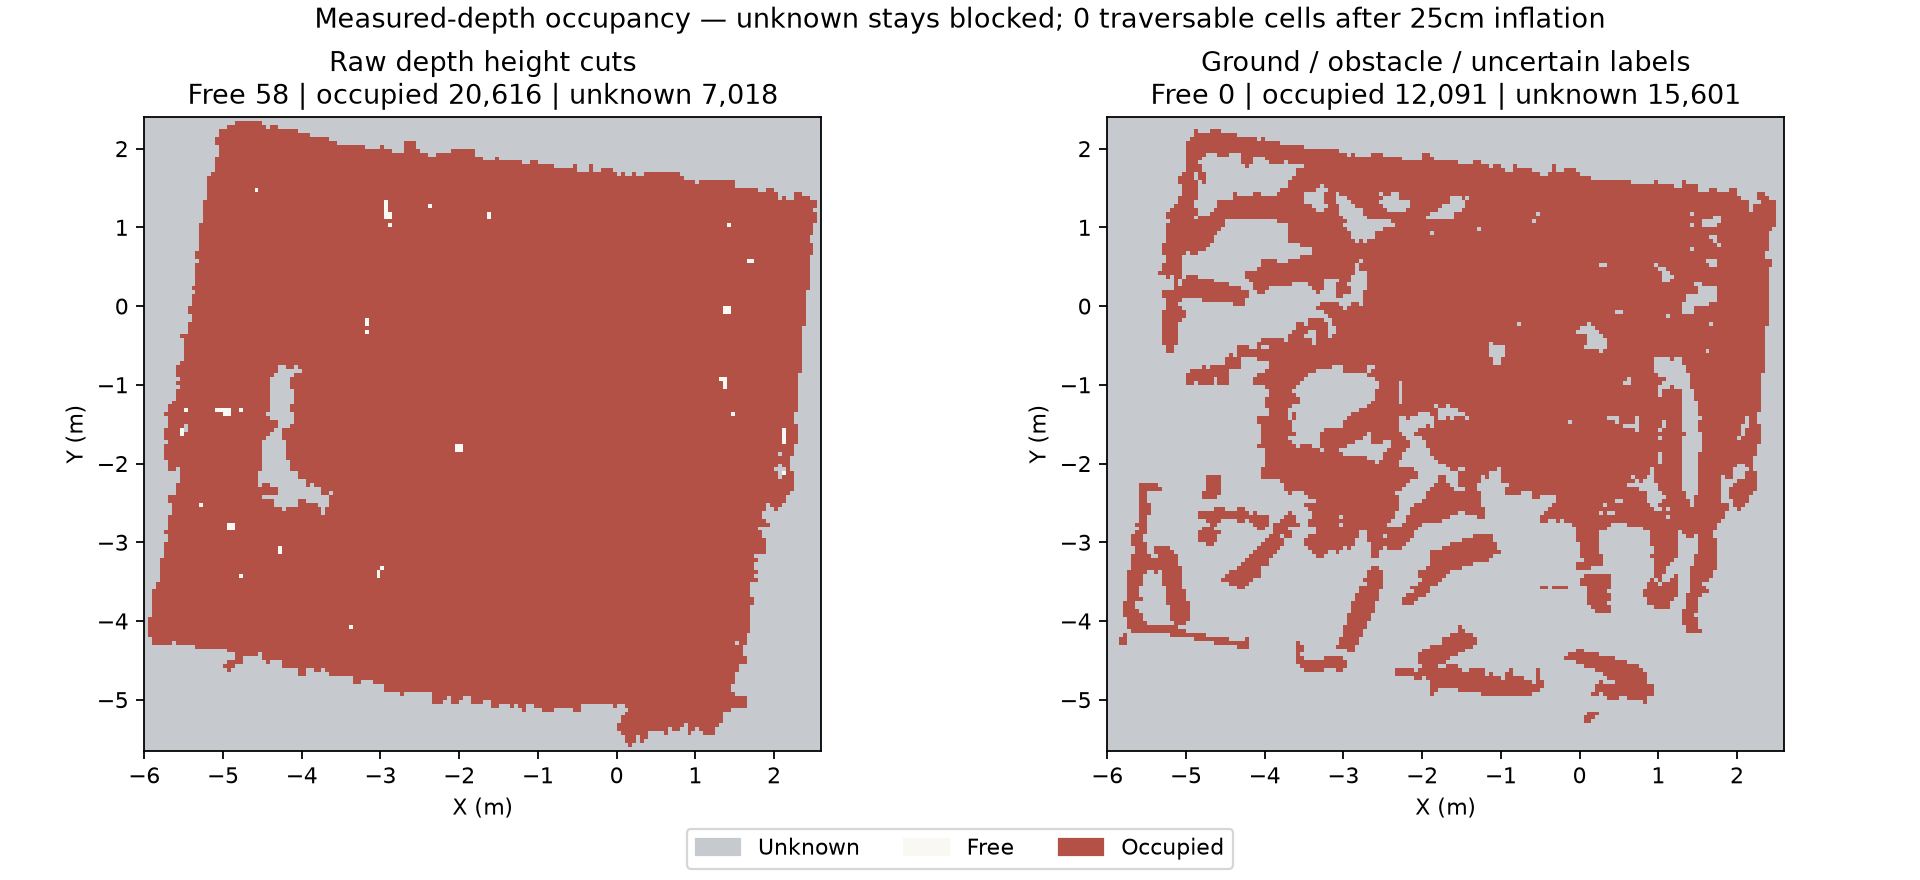 Measured-depth occupancy — unknown stays blocked; 0 traversable cells after 25cm inflation
Raw depth height cuts
Free 58 | occupied 20,616 | unknown 7,018
2
1
0
−1
−2
−3
−4
−5
Y (m)
−6 −5 −4 −3 −2 −1 0 1 2
X (m)
Ground / obstacle / uncertain labels
Free 0 | occupied 12,091 | unknown 15,601
2
1
0
−1
−2
−3
−4
−5
Y (m)
−6 −5 −4 −3 −2 −1 0 1 2
X (m)
Unknown Free Occupied